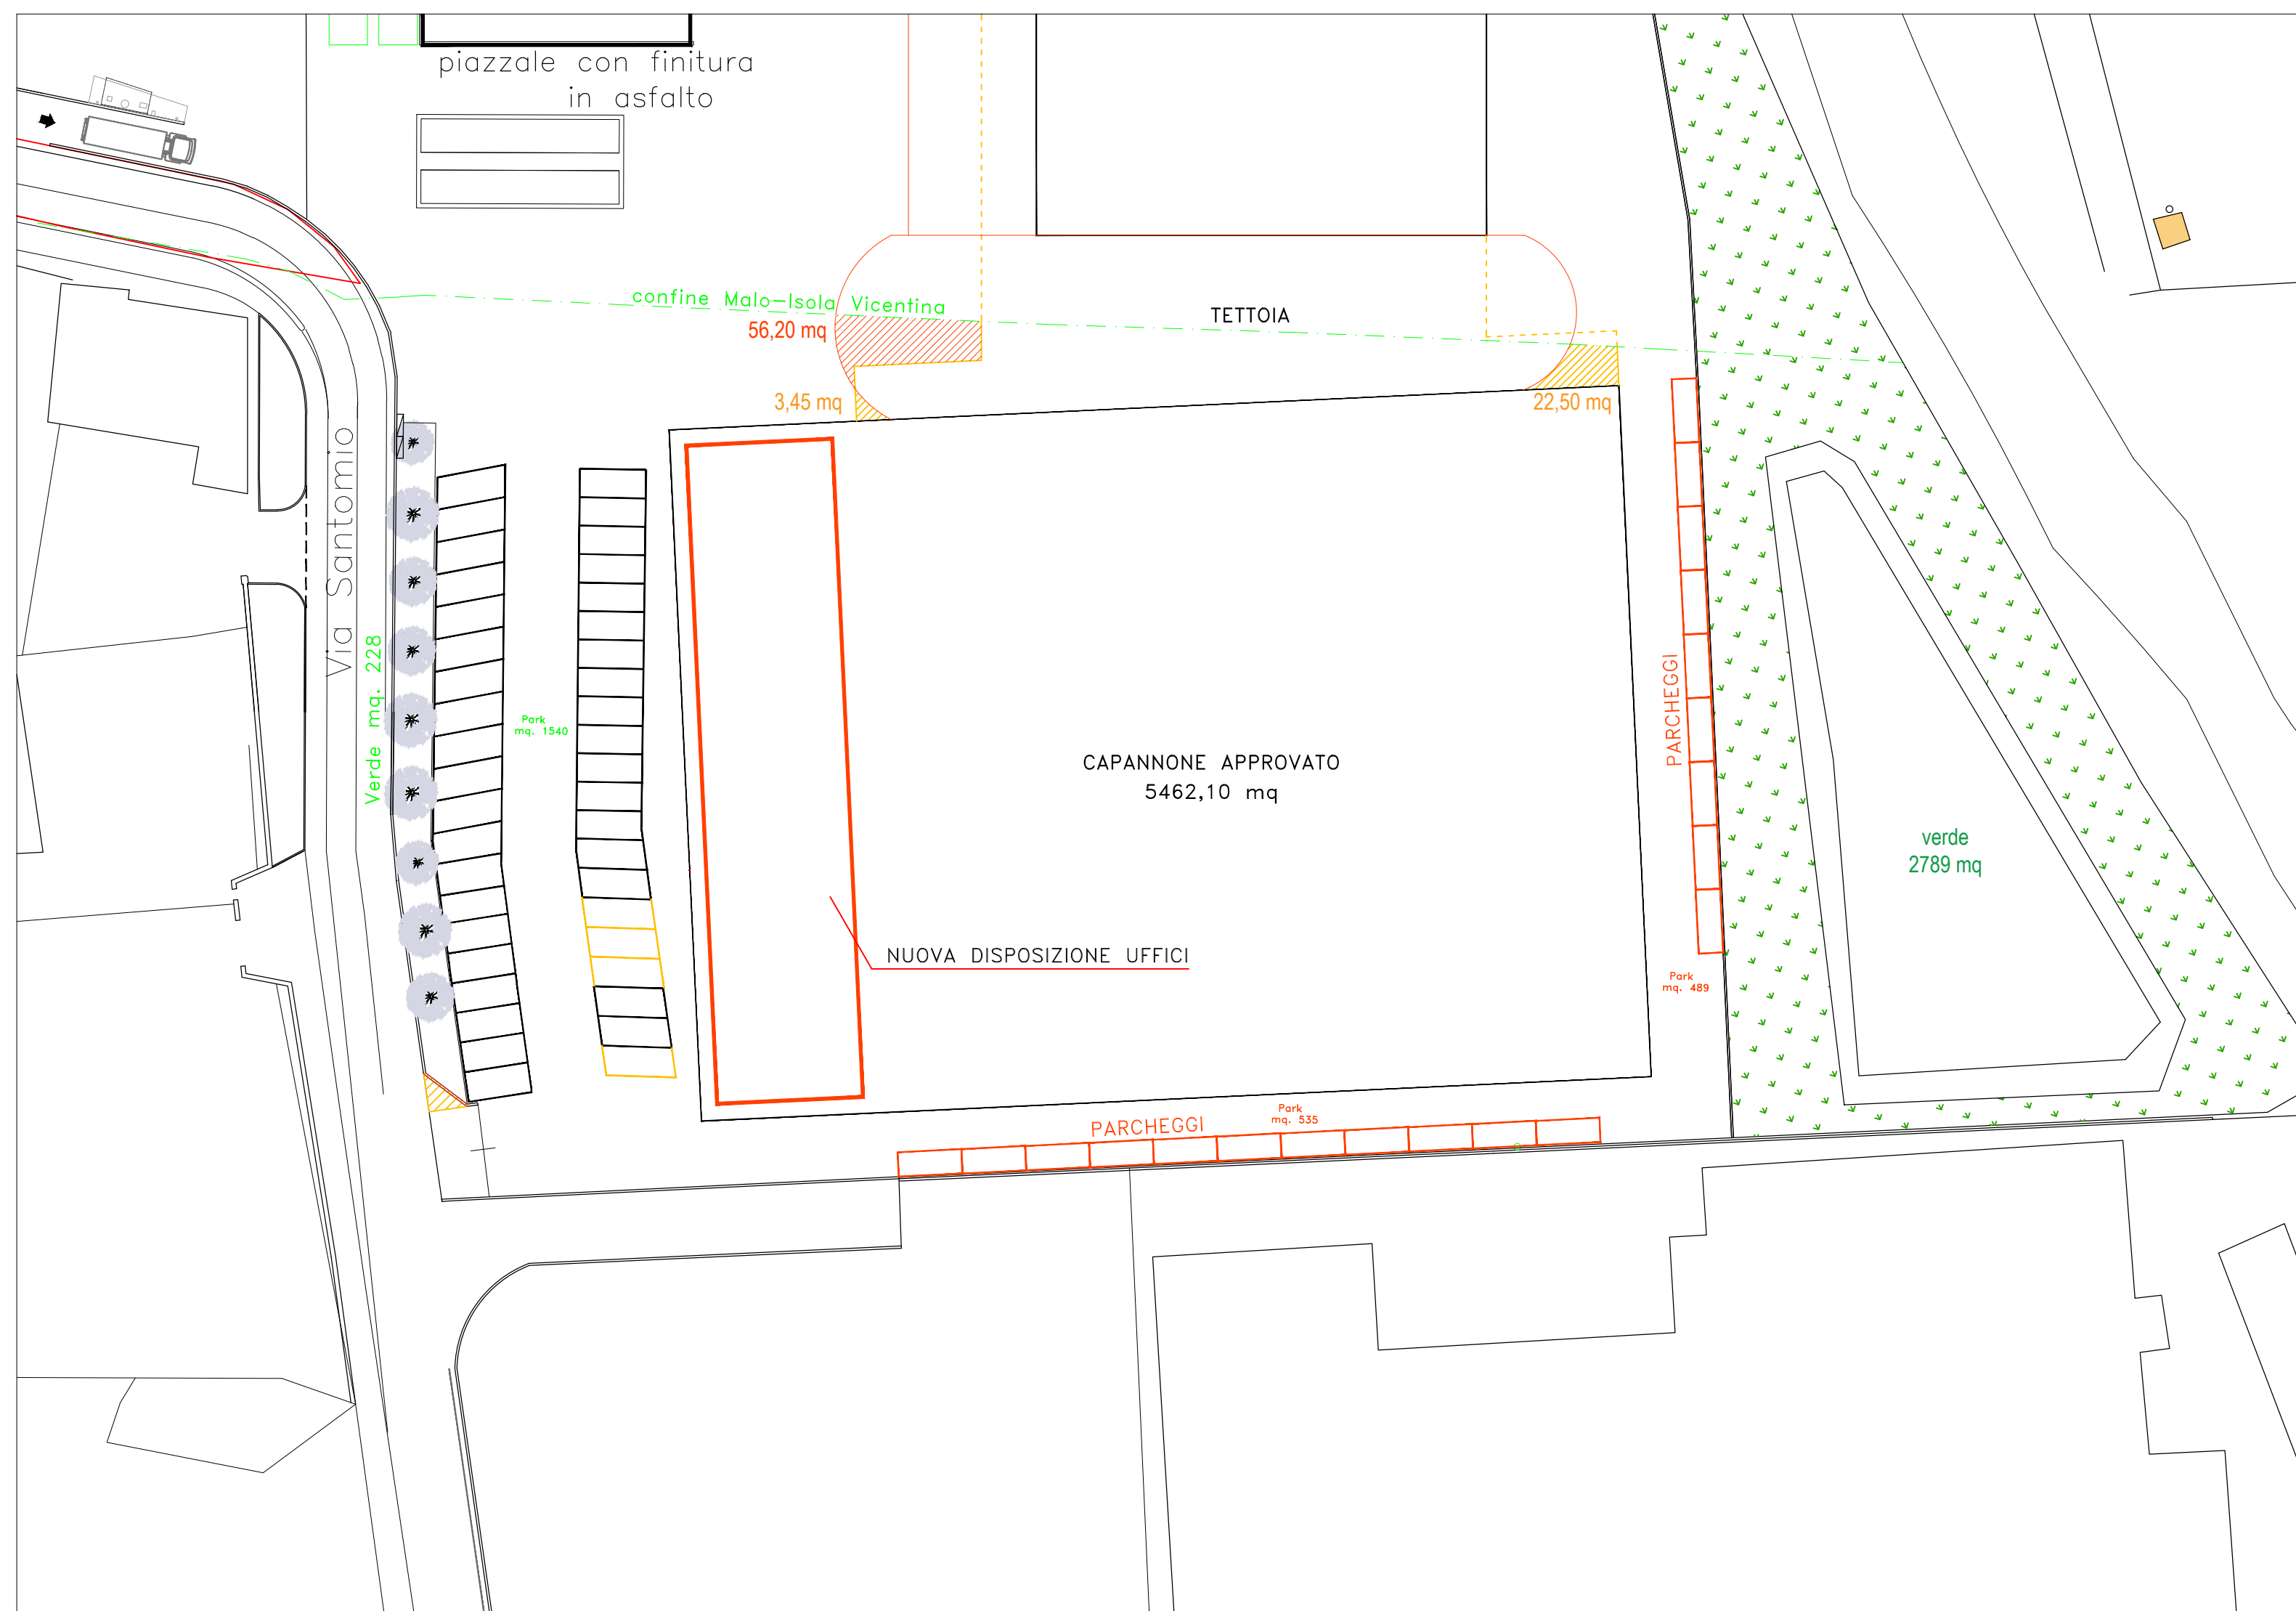 piazzale con finitura
in asfalto
confine Malo-Isola Vicentina
56,20 mq
TETTOIA
3,45 mq
22,50 mq
Via Santomio
Verde mq. 228
Park
mq. 1540
CAPANNONE APPROVATO
5462,10 mq
PARCHEGGI
verde
2789 mq
NUOVA DISPOSIZIONE UFFICI
Park
mq. 489
PARCHEGGI
Park
mq. 535